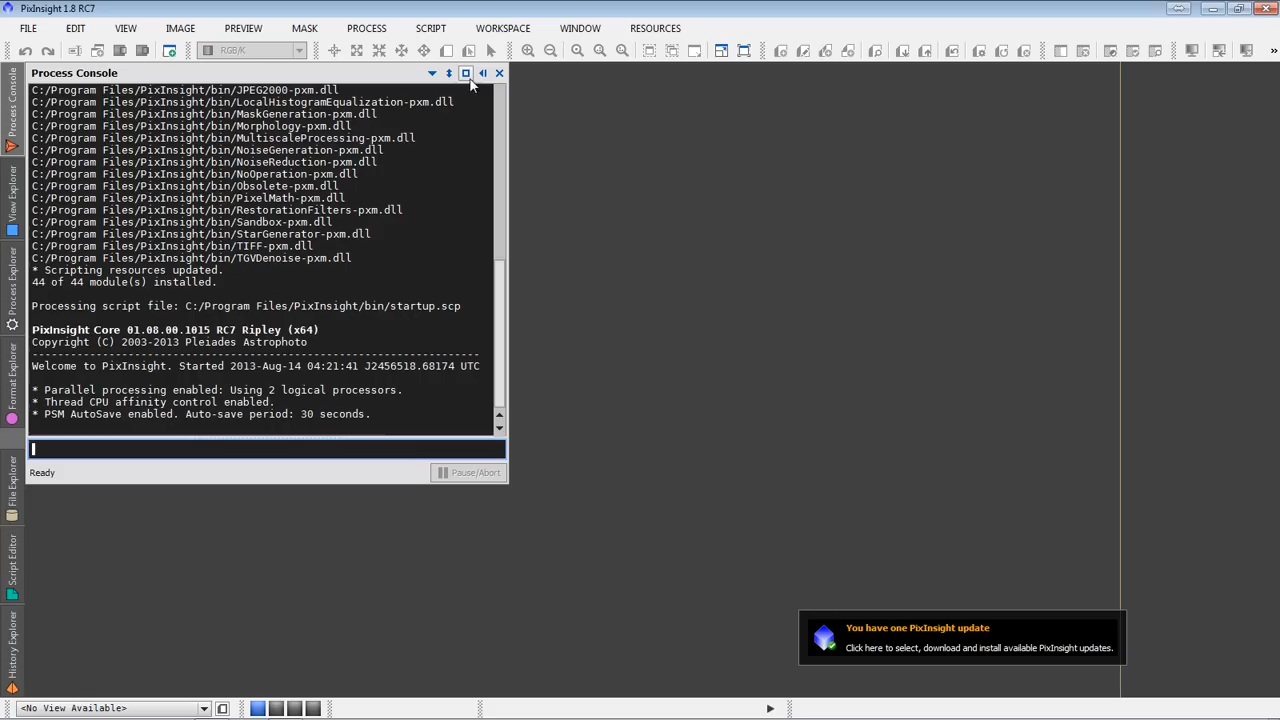 PixInsight 1.8 RC7
FILE EDIT VIEW IMAGE PREVIEW MASK PROCESS SCRIPT WORKSPACE WINDOW RESOURCES
RGB/K
Process Console
C:/Program Files/PixInsight/bin/JPEG2000-pxm.dll
C:/Program Files/PixInsight/bin/LocalHistogramEqualization-pxm.dll
C:/Program Files/PixInsight/bin/MaskGeneration-pxm.dll
C:/Program Files/PixInsight/bin/Morphology-pxm.dll
C:/Program Files/PixInsight/bin/MultiscaleProcessing-pxm.dll
C:/Program Files/PixInsight/bin/NoiseGeneration-pxm.dll
C:/Program Files/PixInsight/bin/NoiseReduction-pxm.dll
C:/Program Files/PixInsight/bin/NoOperation-pxm.dll
C:/Program Files/PixInsight/bin/Obsolete-pxm.dll
C:/Program Files/PixInsight/bin/PixelMath-pxm.dll
C:/Program Files/PixInsight/bin/RestorationFilters-pxm.dll
C:/Program Files/PixInsight/bin/Sandbox-pxm.dll
C:/Program Files/PixInsight/bin/StarGenerator-pxm.dll
C:/Program Files/PixInsight/bin/TIFF-pxm.dll
C:/Program Files/PixInsight/bin/TGVDenoise-pxm.dll
* Scripting resources updated.
44 of 44 module(s) installed.
Processing script file: C:/Program Files/PixInsight/bin/startup.scp
PixInsight Core 01.08.00.1015 RC7 Ripley (x64)
Copyright (C) 2003-2013 Pleiades Astrophoto
--------------------------------------------------------------------------------
Welcome to PixInsight. Started 2013-Aug-14 04:21:41 J2456518.68174 UTC
* Parallel processing enabled: Using 2 logical processors.
* Thread CPU affinity control enabled.
* PSM AutoSave enabled. Auto-save period: 30 seconds.
Ready
Pause/Abort
Process Console
View Explorer
Process Explorer
Format Explorer
File Explorer
Script Editor
History Explorer
You have one PixInsight update
Click here to select, download and install available PixInsight updates.
<No View Available>